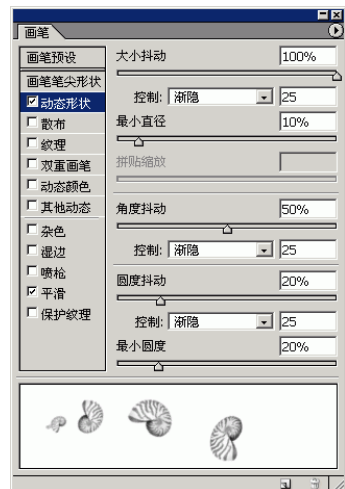 画笔
画笔预设
画笔笔尖形状
动态形状
散布
纹理
双重画笔
动态颜色
其他动态
杂色
湿边
喷枪
平滑
保护纹理
大小抖动 100%
控制: 渐隐 25
最小直径 10%
拼贴缩放
角度抖动 50%
控制: 渐隐 25
圆度抖动 20%
控制: 渐隐 25
最小圆度 20%